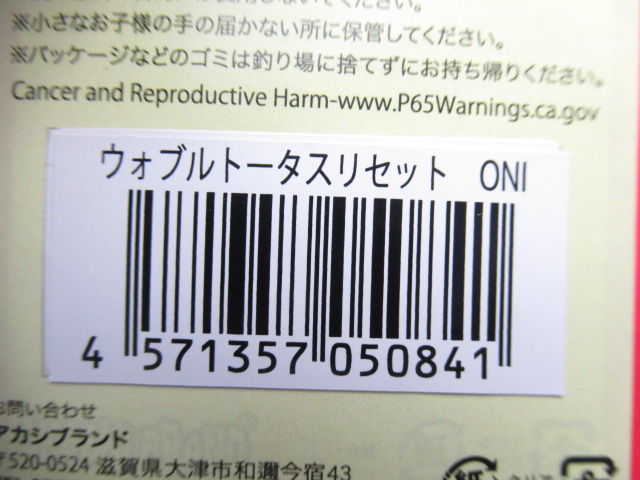 ※小さなお子様の手の届かない所に保管してください。
※パッケージなどのゴミは釣り場に捨てずにお持ち帰りください。
Cancer and Reproductive Harm-www.P65Warnings.ca.gov
ウォブルトータスリセット ONI
4 571357 050841
お問い合わせ
アカシブランド
〒520-0524 滋賀県大津市和邇今宿43
紙